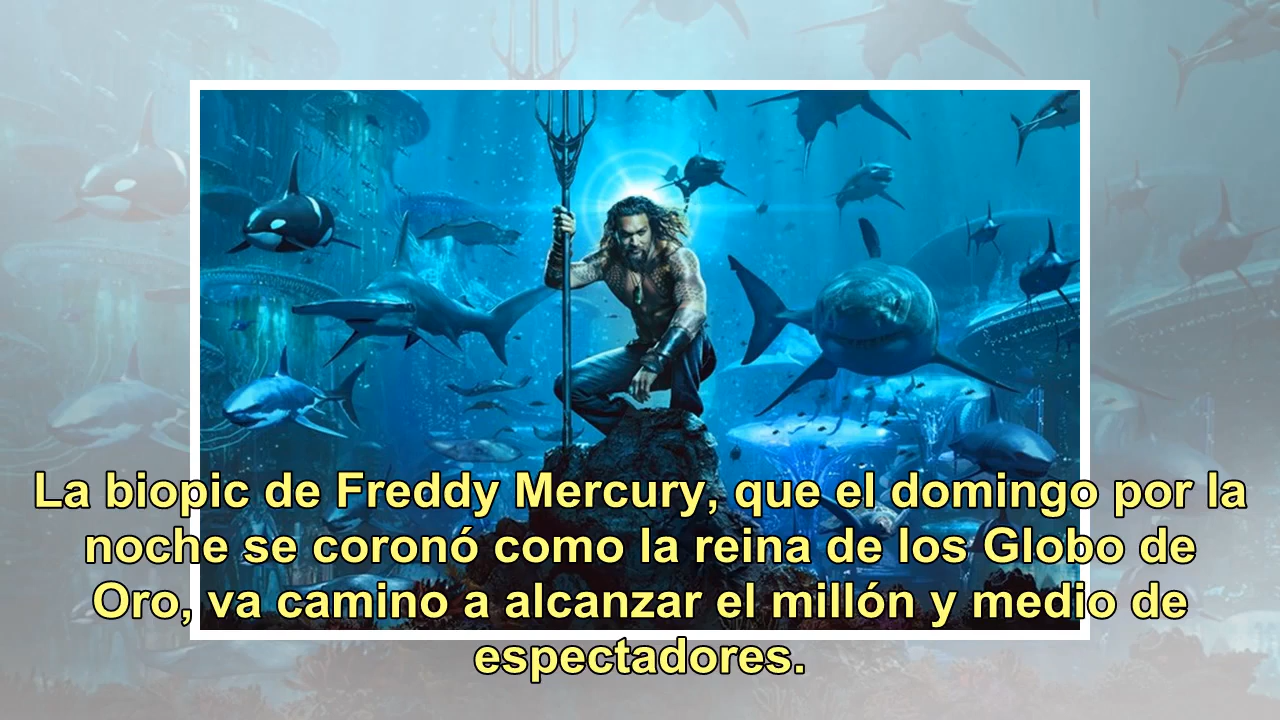 La biopic de Freddy Mercury, que el domingo por la
noche se coronó como la reina de los Globo de
Oro, va camino a alcanzar el millón y medio de
espectadores.